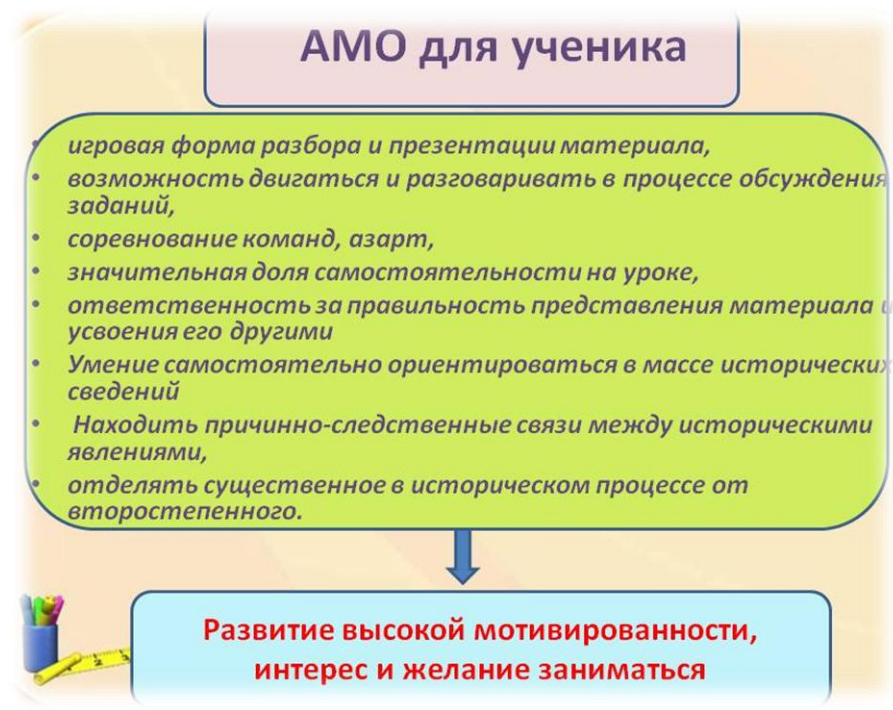 АМО для ученика
• игровая форма разбора и презентации материала,
• возможность двигаться и разговаривать в процессе обсуждения
заданий,
• соревнование команд, азарт,
• значительная доля самостоятельности на уроке,
• ответственность за правильность представления материала и
усвоения его другими
• Умение самостоятельно ориентироваться в массе исторических
сведений
• Находить причинно-следственные связи между историческими
явлениями,
• отделять существенное в историческом процессе от
второстепенного.
Развитие высокой мотивированности,
интерес и желание заниматься